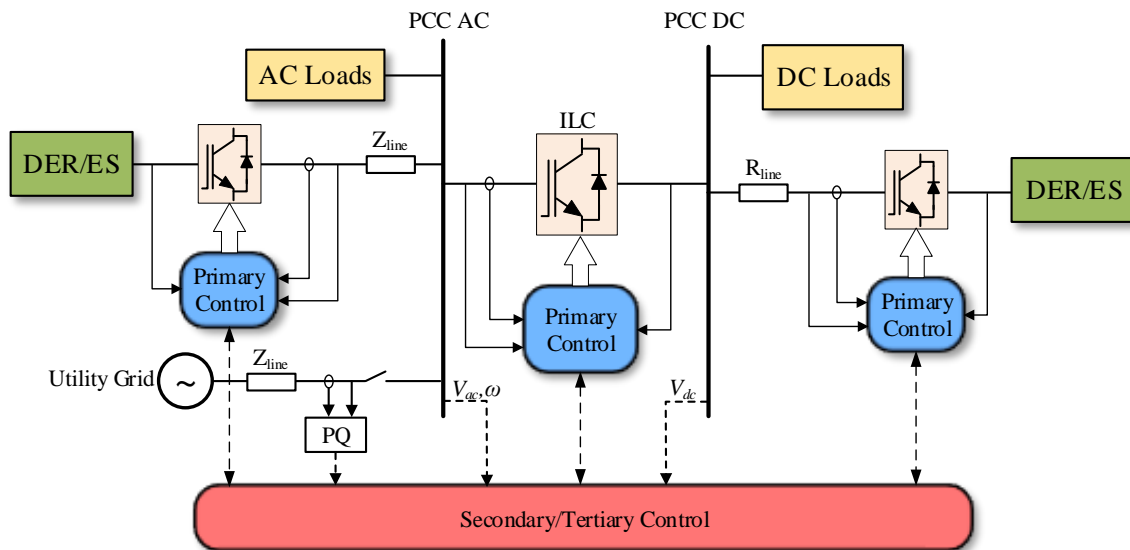 PCC AC
PCC DC
AC Loads
DC Loads
ILC
DER/ES
Zline
Rline
DER/ES
Primary
Control
Primary
Control
Primary
Control
Utility Grid
~
Zline
Vac,ω
Vdc
PQ
Secondary/Tertiary Control